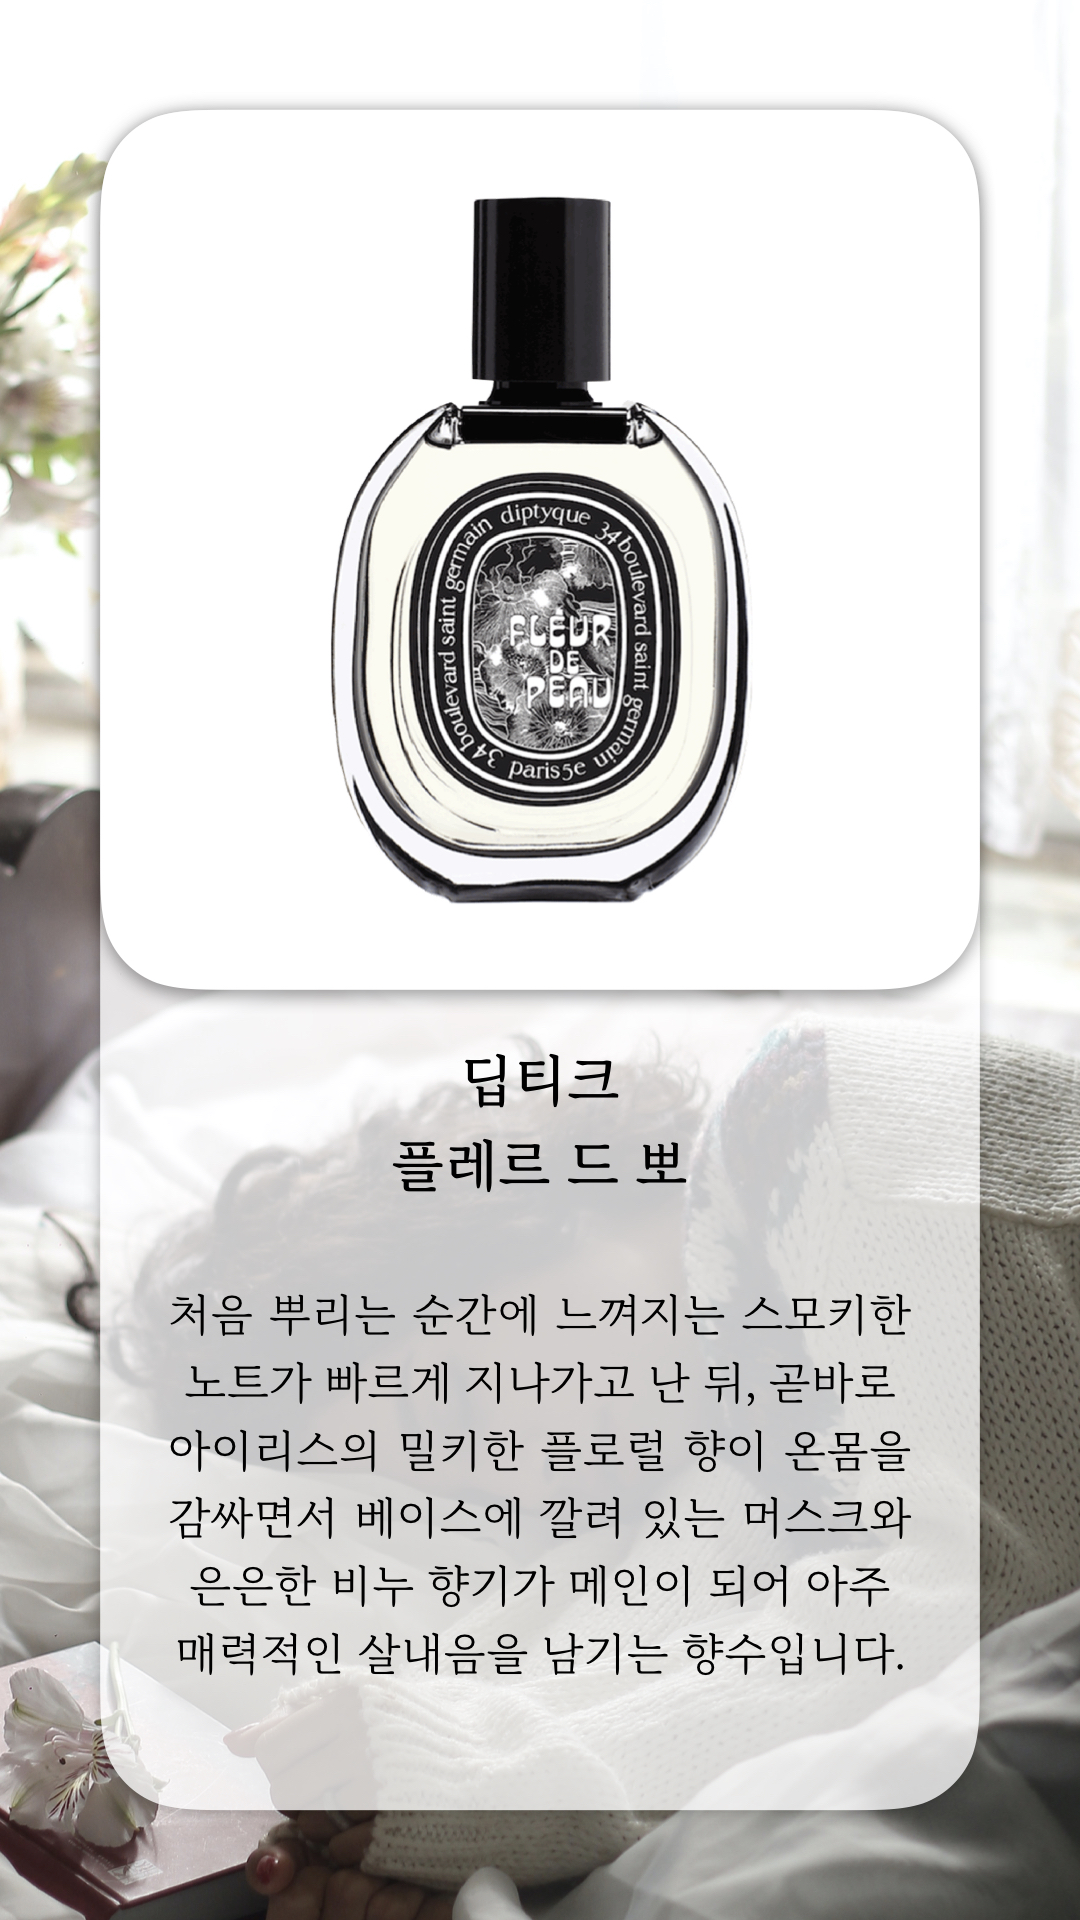 diptyque 34 boulevard saint germain paris5e 34 boulevard saint germain
FLEUR
DE
PEAU
딥티크
플레르 드 뽀
처음 뿌리는 순간에 느껴지는 스모키한
노트가 빠르게 지나가고 난 뒤, 곧바로
아이리스의 밀키한 플로럴 향이 온몸을
감싸면서 베이스에 깔려 있는 머스크와
은은한 비누 향기가 메인이 되어 아주
매력적인 살내음을 남기는 향수입니다.